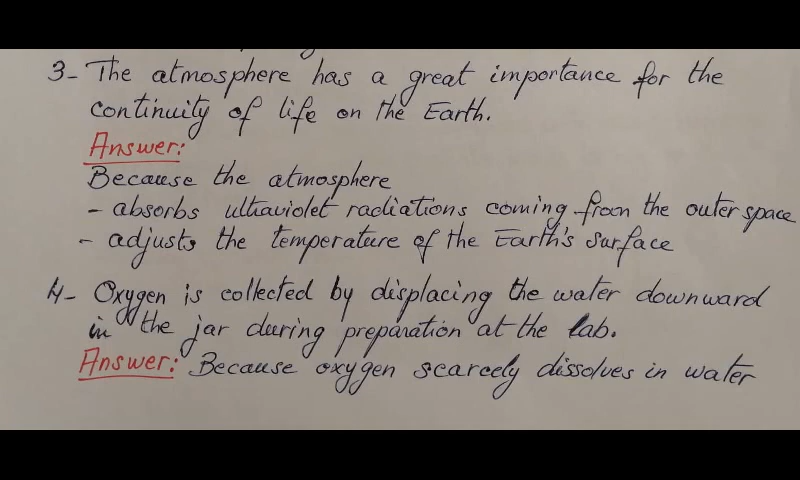 3- The atmosphere has a great importance for the
continuity of life on the Earth.
Answer:
Because the atmosphere
- absorbs ultraviolet radiations coming from the outer space
- adjusts the temperature of the Earth's surface
4- Oxygen is collected by displacing the water downward
in the jar during preparation at the lab.
Answer: Because oxygen scarcely dissolves in water